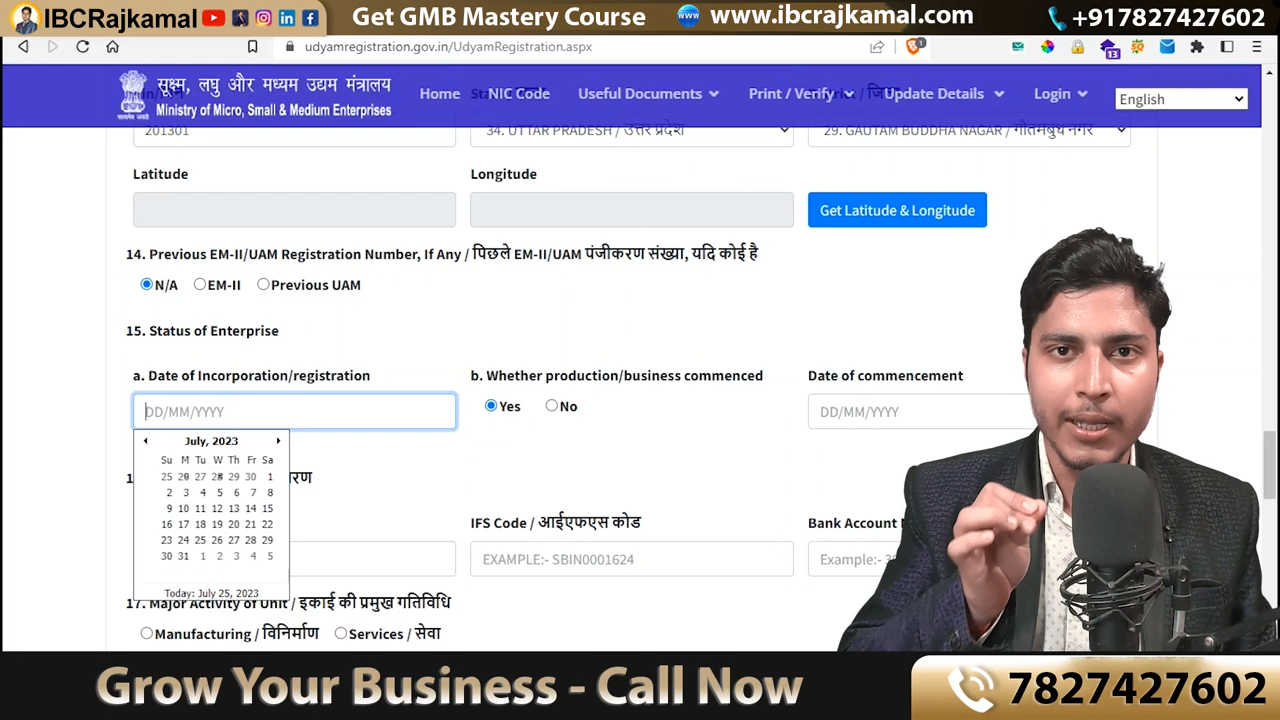 IBCRajkamal
Get GMB Mastery Course
www
www.ibcrajkamal.com
+917827427602
udyamregistration.gov.in/UdyamRegistration.aspx
1
13
सूक्ष्म, लघु और मध्यम उद्यम मंत्रालय
Ministry of Micro, Small & Medium Enterprises
Home
NIC Code
Useful Documents
Print / Verify
Update Details
Login
English
201301
34. UTTAR PRADESH / उत्तर प्रदेश
29. GAUTAM BUDDHA NAGAR / गौतमबुध नगर
Latitude
Longitude
Get Latitude & Longitude
14. Previous EM-II/UAM Registration Number, If Any / पिछले EM-II/UAM पंजीकरण संख्या, यदि कोई है
N/A EM-II Previous UAM
15. Status of Enterprise
a. Date of Incorporation/registration
b. Whether production/business commenced
Date of commencement
DD/MM/YYYY
Yes No
DD/MM/YYYY
July, 2023
Su M Tu W Th Fr Sa
25 26 27 28 29 30 1
2 3 4 5 6 7 8
9 10 11 12 13 14 15
16 17 18 19 20 21 22
23 24 25 26 27 28 29
30 31 1 2 3 4 5
Today: July 25, 2023
IFS Code / आईएफएस कोड
Bank Account
EXAMPLE:- SBIN0001624
Example:-
17. Major Activity of Unit / इकाई की प्रमुख गतिविधि
Manufacturing / विनिर्माण Services / सेवा
Grow Your Business - Call Now
7827427602